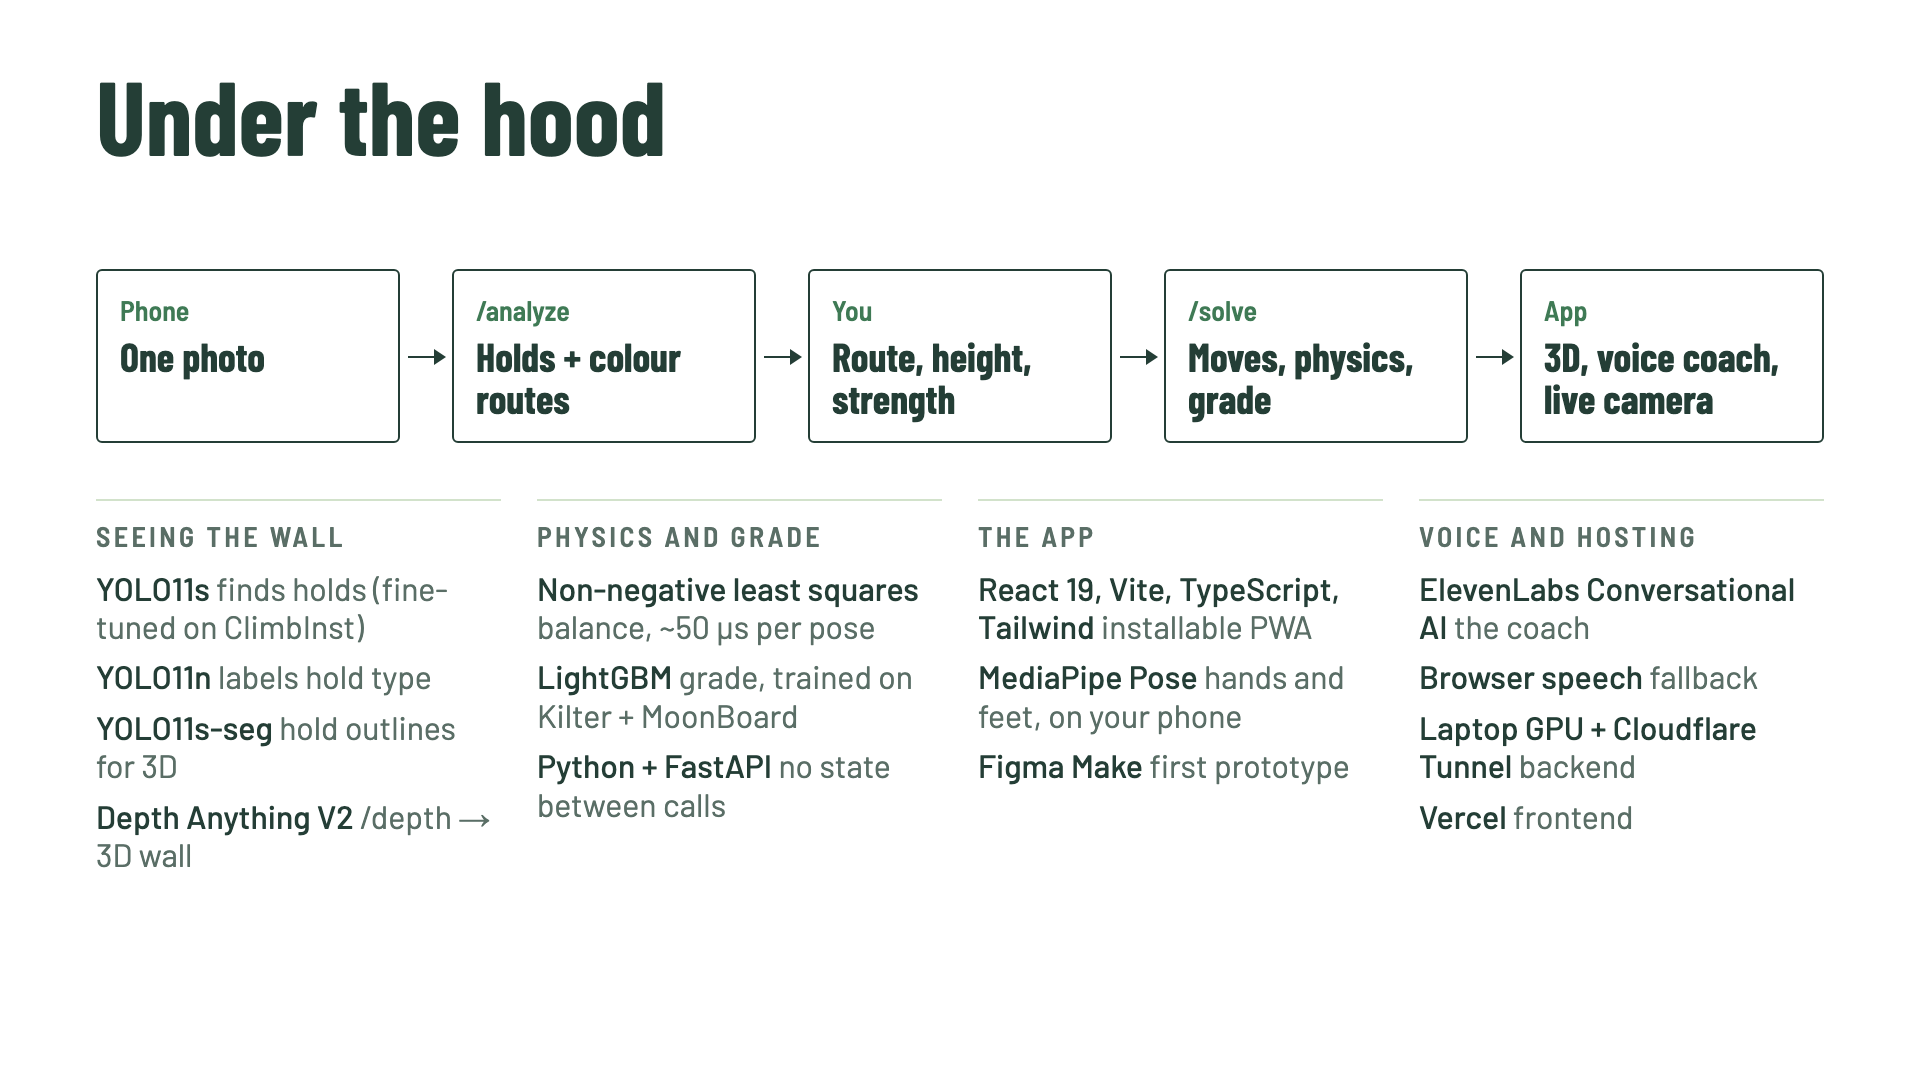 Under the hood
Phone
One photo
/analyze
Holds + colour
routes
You
Route, height,
strength
/solve
Moves, physics,
grade
App
3D, voice coach,
live camera
SEEING THE WALL
YOLO11s finds holds (fine-
tuned on ClimbInst)
YOLO11n labels hold type
YOLO11s-seg hold outlines
for 3D
Depth Anything V2 /depth →
3D wall
PHYSICS AND GRADE
Non-negative least squares
balance, ~50 µs per pose
LightGBM grade, trained on
Kilter + MoonBoard
Python + FastAPI no state
between calls
THE APP
React 19, Vite, TypeScript,
Tailwind installable PWA
MediaPipe Pose hands and
feet, on your phone
Figma Make first prototype
VOICE AND HOSTING
ElevenLabs Conversational
AI the coach
Browser speech fallback
Laptop GPU + Cloudflare
Tunnel backend
Vercel frontend